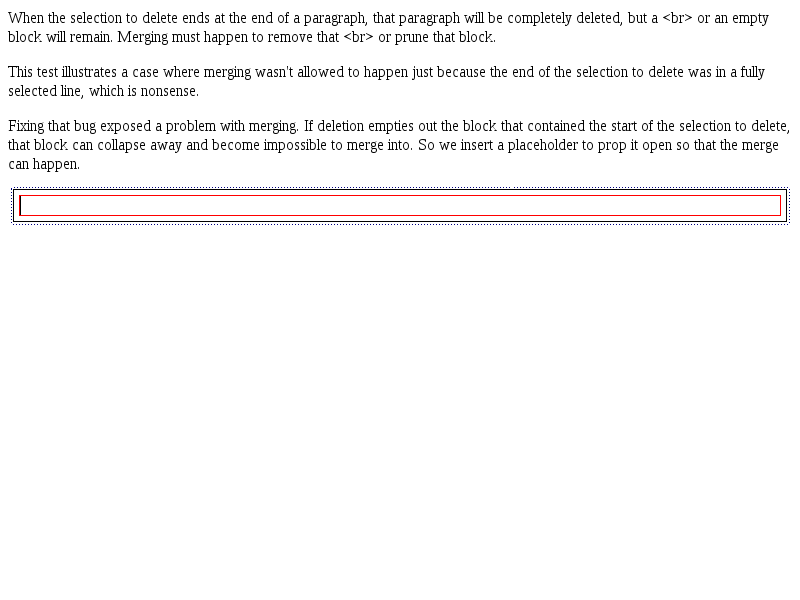 When the selection to delete ends at the end of a paragraph, that paragraph will be completely deleted, but a <br> or an empty
block will remain. Merging must happen to remove that <br> or prune that block.
This test illustrates a case where merging wasn't allowed to happen just because the end of the selection to delete was in a fully
selected line, which is nonsense.
Fixing that bug exposed a problem with merging. If deletion empties out the block that contained the start of the selection to delete,
that block can collapse away and become impossible to merge into. So we insert a placeholder to prop it open so that the merge
can happen.